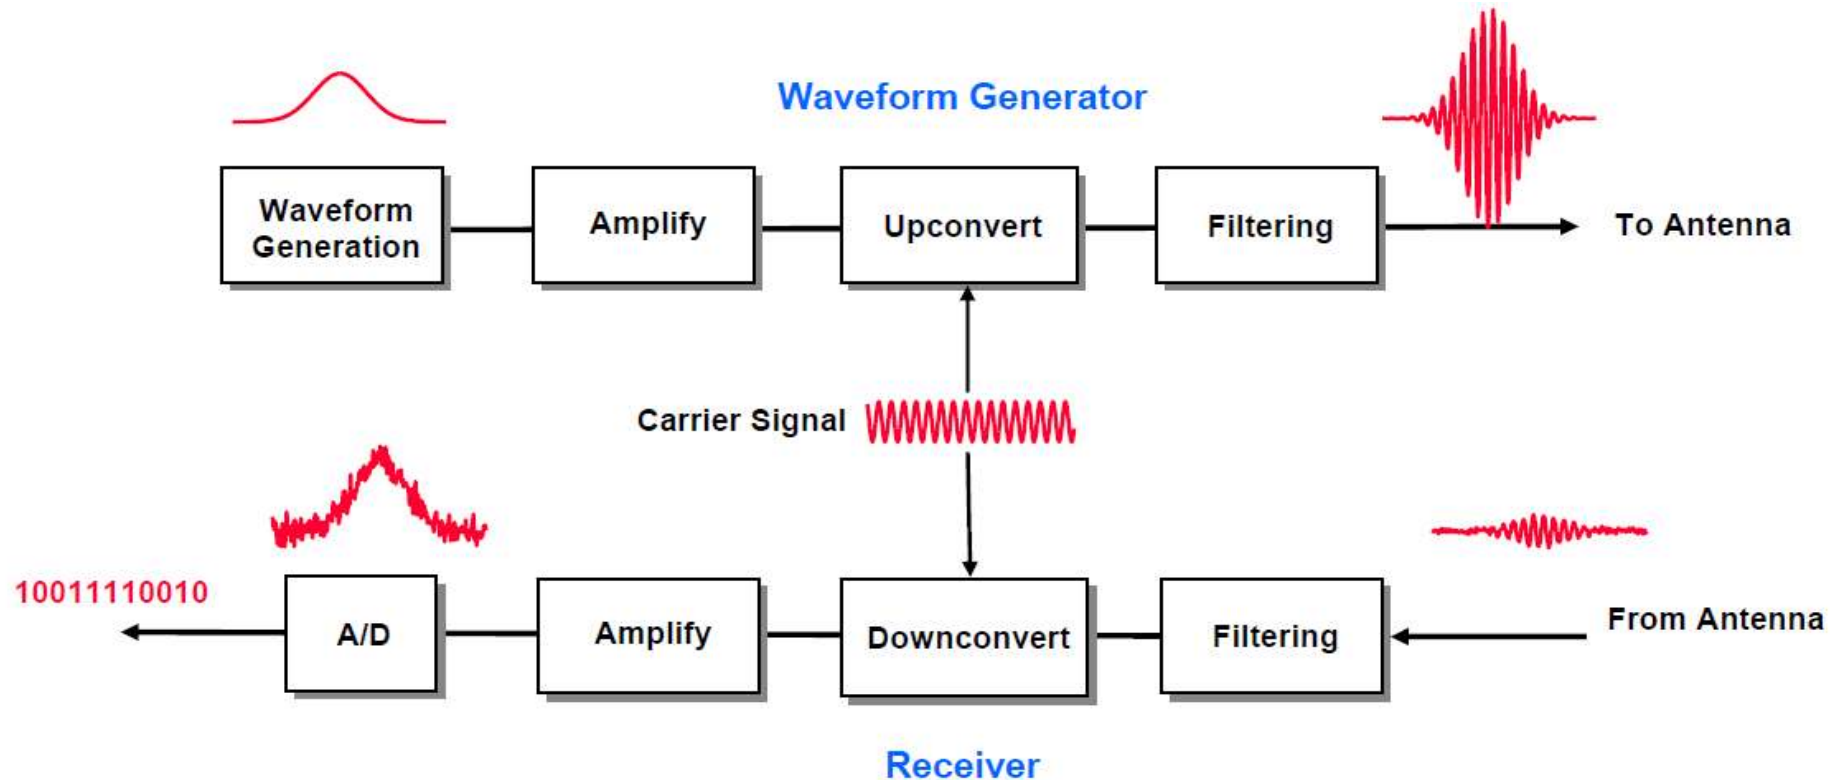 Waveform Generator
Waveform
Generation
Amplify
Upconvert
Filtering
To Antenna
Carrier Signal
10011110010
A/D
Amplify
Downconvert
Filtering
From Antenna
Receiver